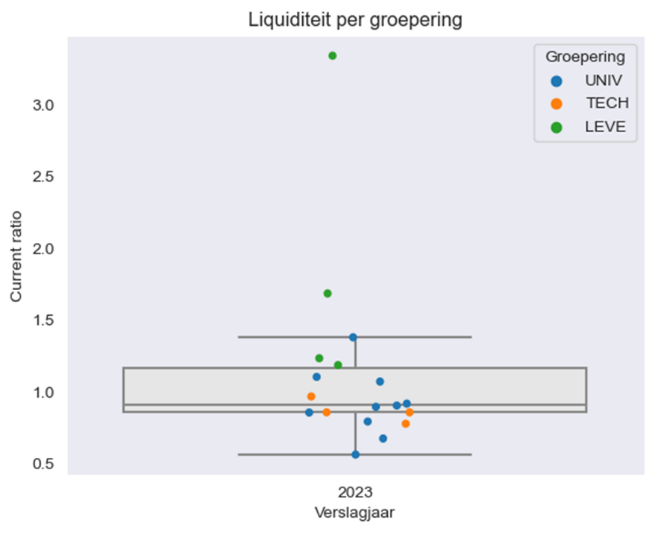 Liquiditeit per groepering
Groepering
UNIV
TECH
LEVE
Current ratio
3.0
2.5
2.0
1.5
1.0
0.5
2023
Verslagjaar